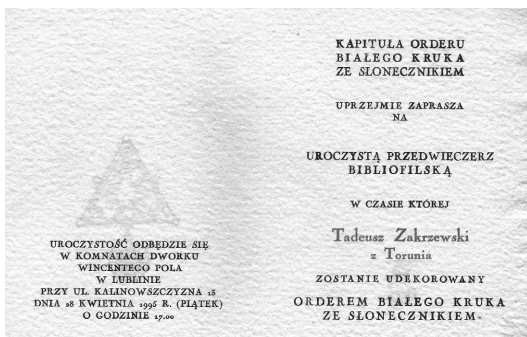 UROCZYSTOŚĆ ODBĘDZIE SIĘ
W KOMNATACH DWORKU
WINCENTEGO POLA
W LUBLINIE
PRZY UL. KALINOWSZCZYZNA 13
DNIA 28 KWIETNIA 1995 R. (PIĄTEK)
O GODZINIE 17.00
KAPITUŁA ORDERU
BIAŁEGO KRUKA
ZE SŁONECZNIKIEM
UPRZEJMIE ZAPRASZA
NA
UROCZYSTĄ PRZEDWIECZERZ
BIBLIOFILSKĄ
W CZASIE KTÓREJ
Tadeusz Zakrzewski
z Torunia
ZOSTANIE UDEKOROWANY
ORDEREM BIAŁEGO KRUKA
ZE SŁONECZNIKIEM